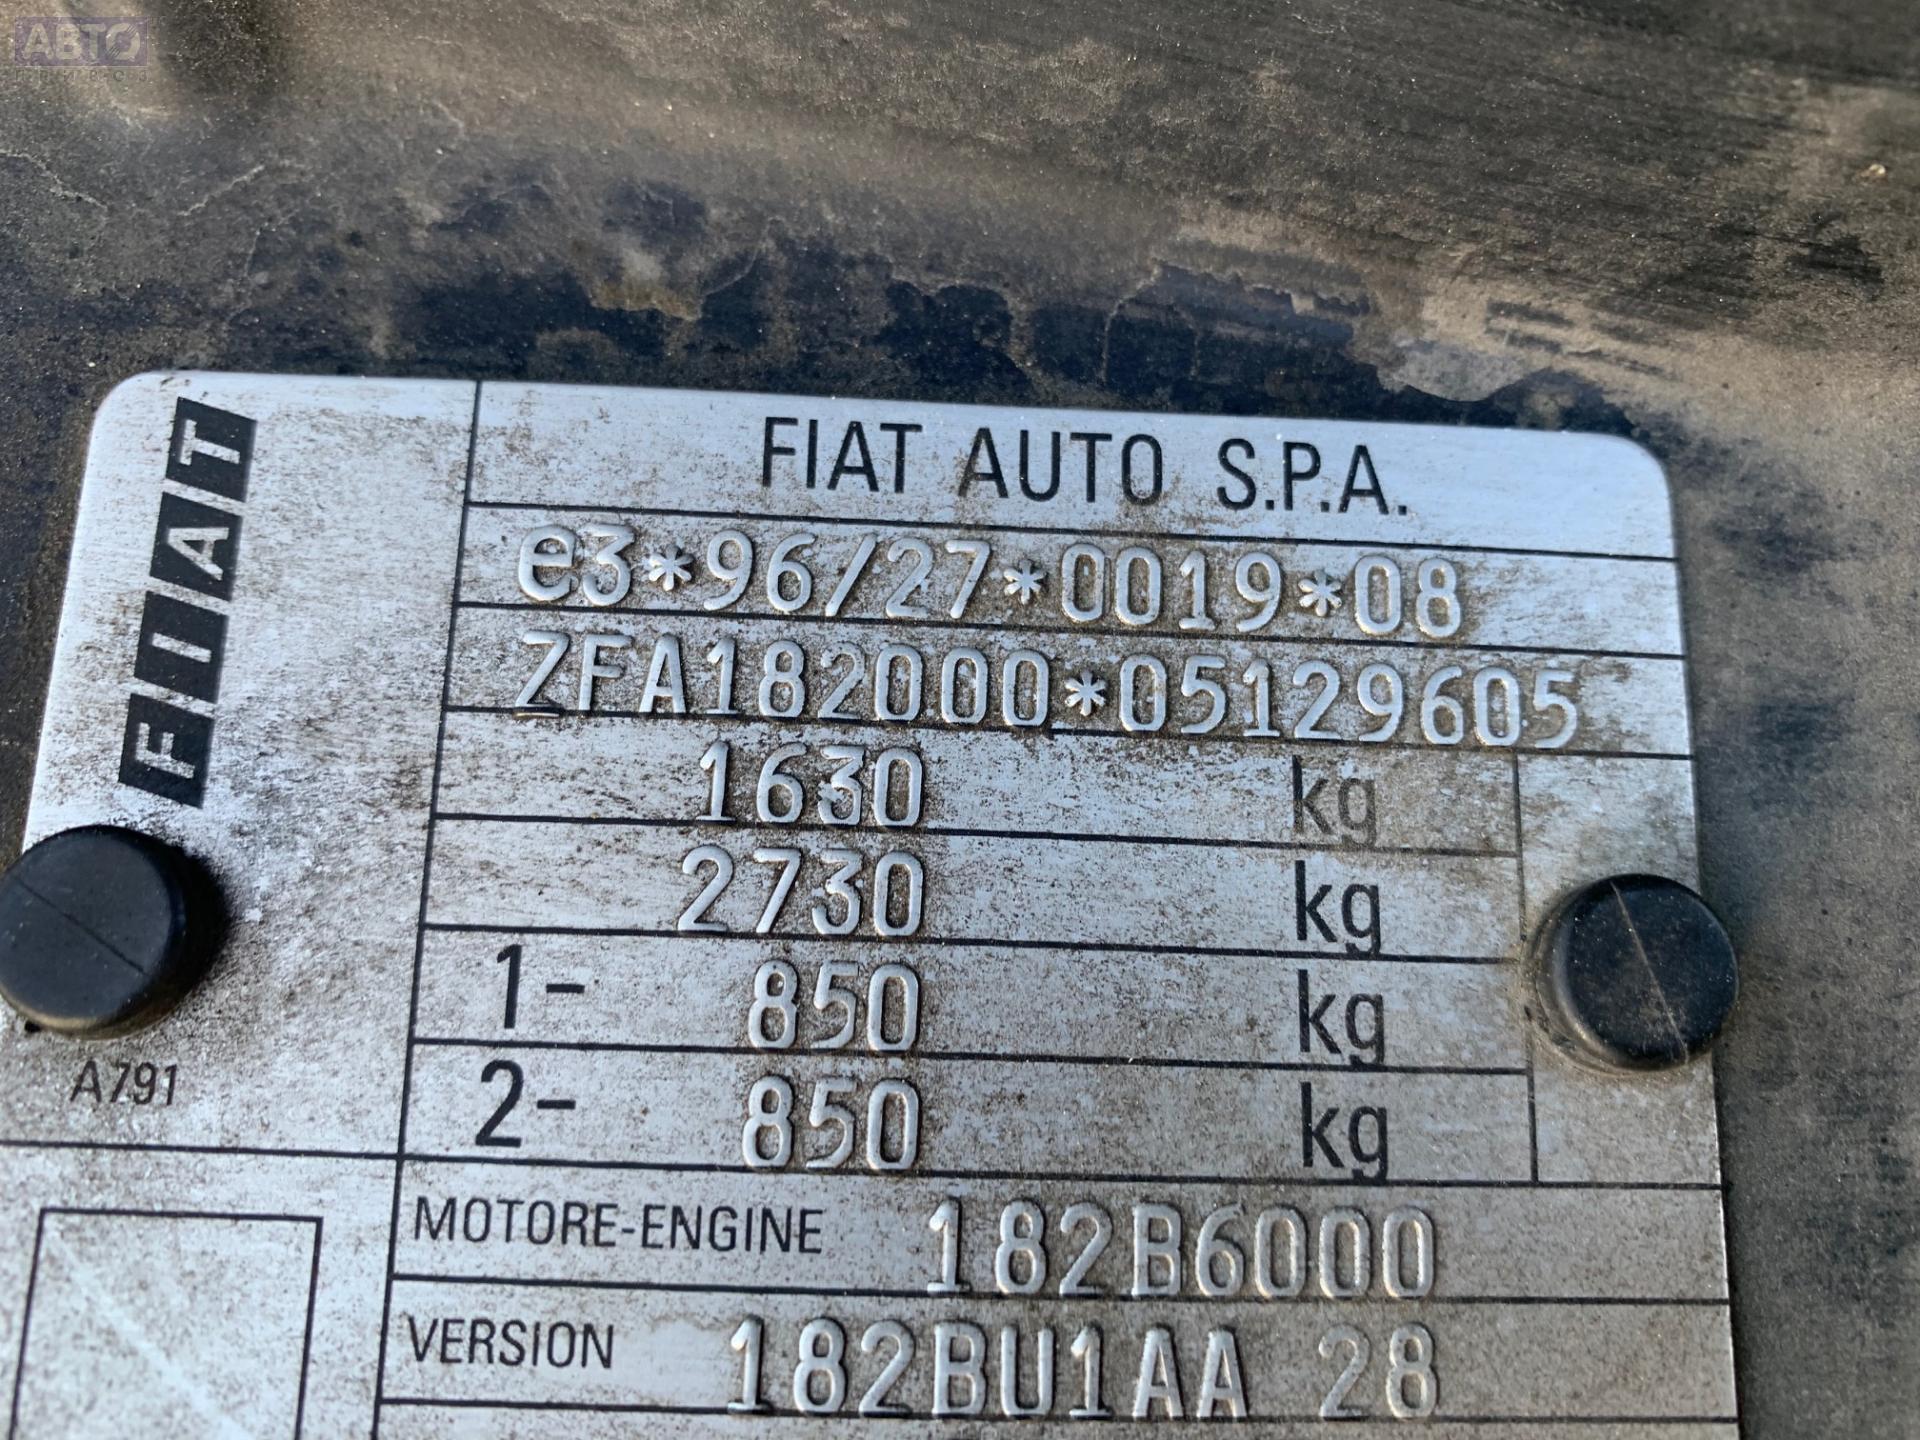 АВТО
FIAT
FIAT AUTO S.P.A.
e3*96/27*0019*08
ZFA182000*05129605
1630 kg
2730 kg
1- 850 kg
2- 850 kg
A791
MOTORE-ENGINE 182B6000
VERSION 182BU1AA 28